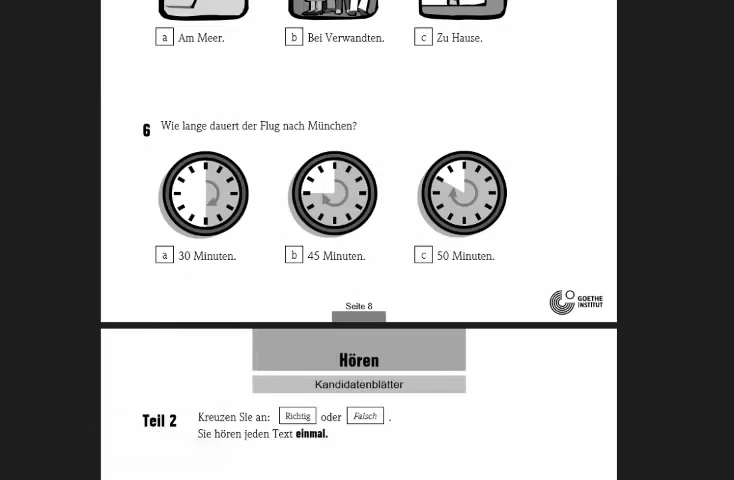 a Am Meer. b Bei Verwandten. c Zu Hause.
6 Wie lange dauert der Flug nach München?
a 30 Minuten. b 45 Minuten. c 50 Minuten.
Seite 8
GOETHE
INSTITUT
Hören
Kandidatenblätter
Teil 2 Kreuzen Sie an: Richtig oder Falsch .
Sie hören jeden Text einmal.